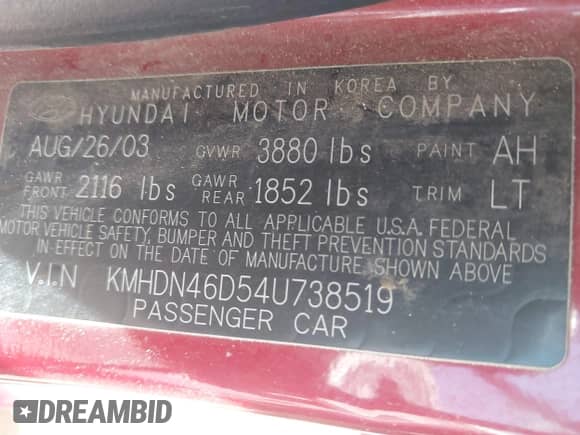 MANUFACTURED IN KOREA BY
HYUNDAI MOTOR COMPANY
AUG/26/03 GVWR 3880 lbs PAINT AH
GAWR FRONT 2116 lbs GAWR REAR 1852 lbs TRIM LT
THIS VEHICLE CONFORMS TO ALL APPLICABLE U.S.A. FEDERAL
MOTOR VEHICLE SAFETY, BUMPER AND THEFT PREVENTION STANDARDS
IN EFFECT ON THE DATE OF MANUFACTURE SHOWN ABOVE
V.I.N KMHDN46D54U738519
PASSENGER CAR
DREAMBID